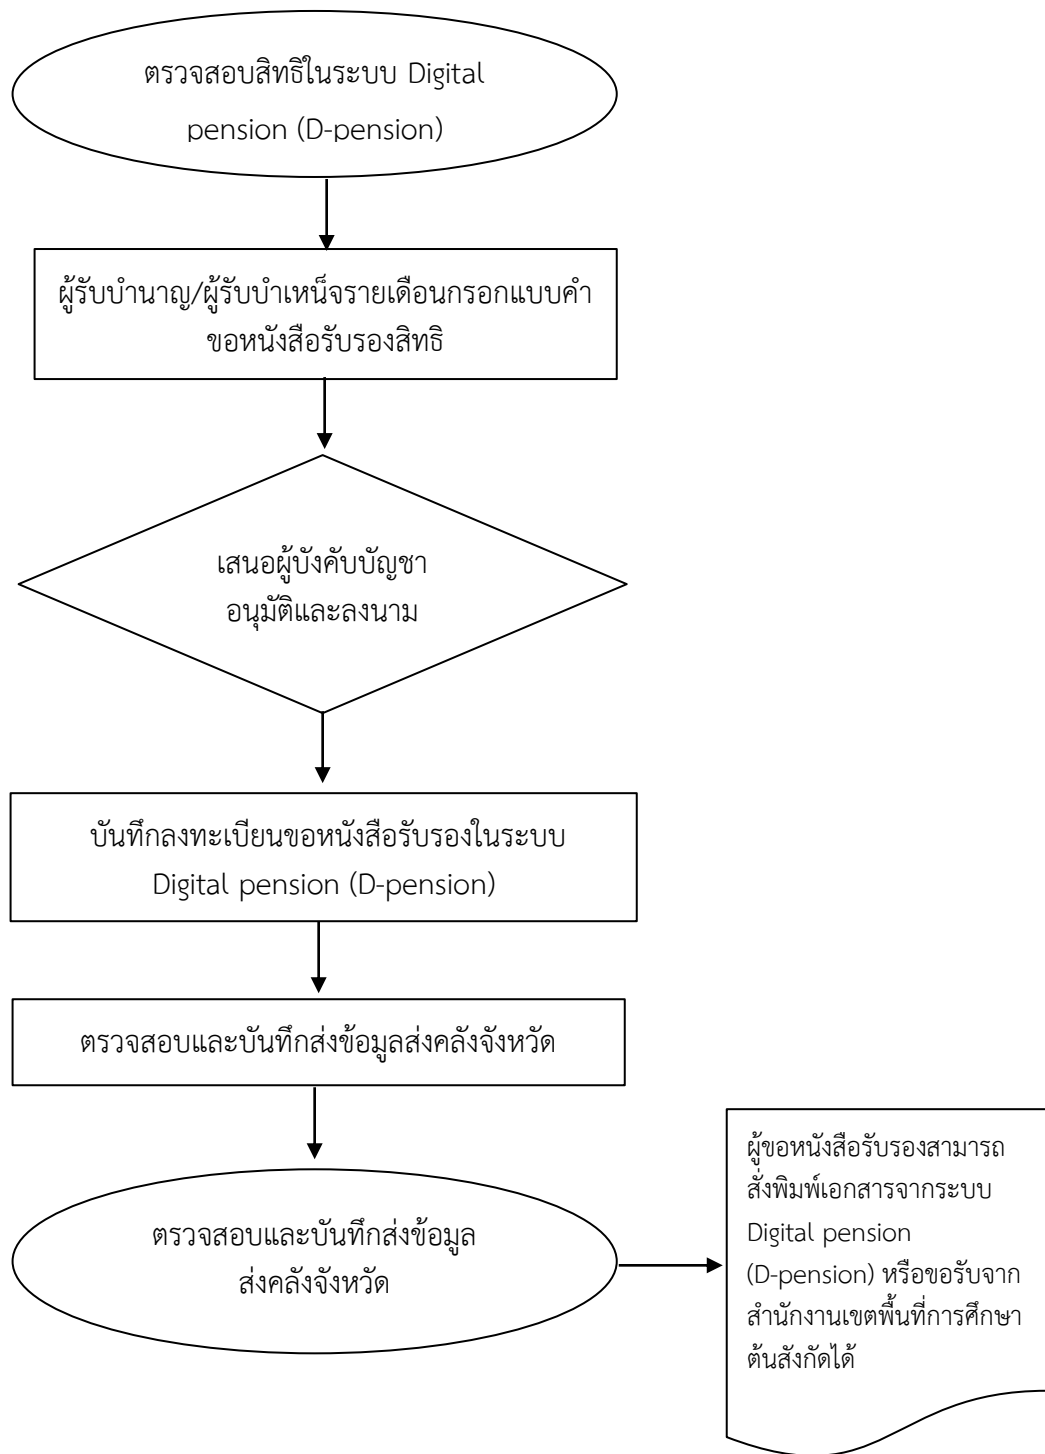 ตรวจสอบสิทธิในระบบ Digital
pension (D-pension)
ผู้รับบำนาญ/ผู้รับบำเหน็จรายเดือนกรอกแบบคำ
ขอหนังสือรับรองสิทธิ
เสนอผู้บังคับบัญชา
อนุมัติและลงนาม
บันทึกลงทะเบียนขอหนังสือรับรองในระบบ
Digital pension (D-pension)
ตรวจสอบและบันทึกส่งข้อมูลส่งคลังจังหวัด
ตรวจสอบและบันทึกส่งข้อมูล
ส่งคลังจังหวัด
ผู้ขอหนังสือรับรองสามารถ
สั่งพิมพ์เอกสารจากระบบ
Digital pension
(D-pension) หรือขอรับจาก
สำนักงานเขตพื้นที่การศึกษา
ต้นสังกัดได้